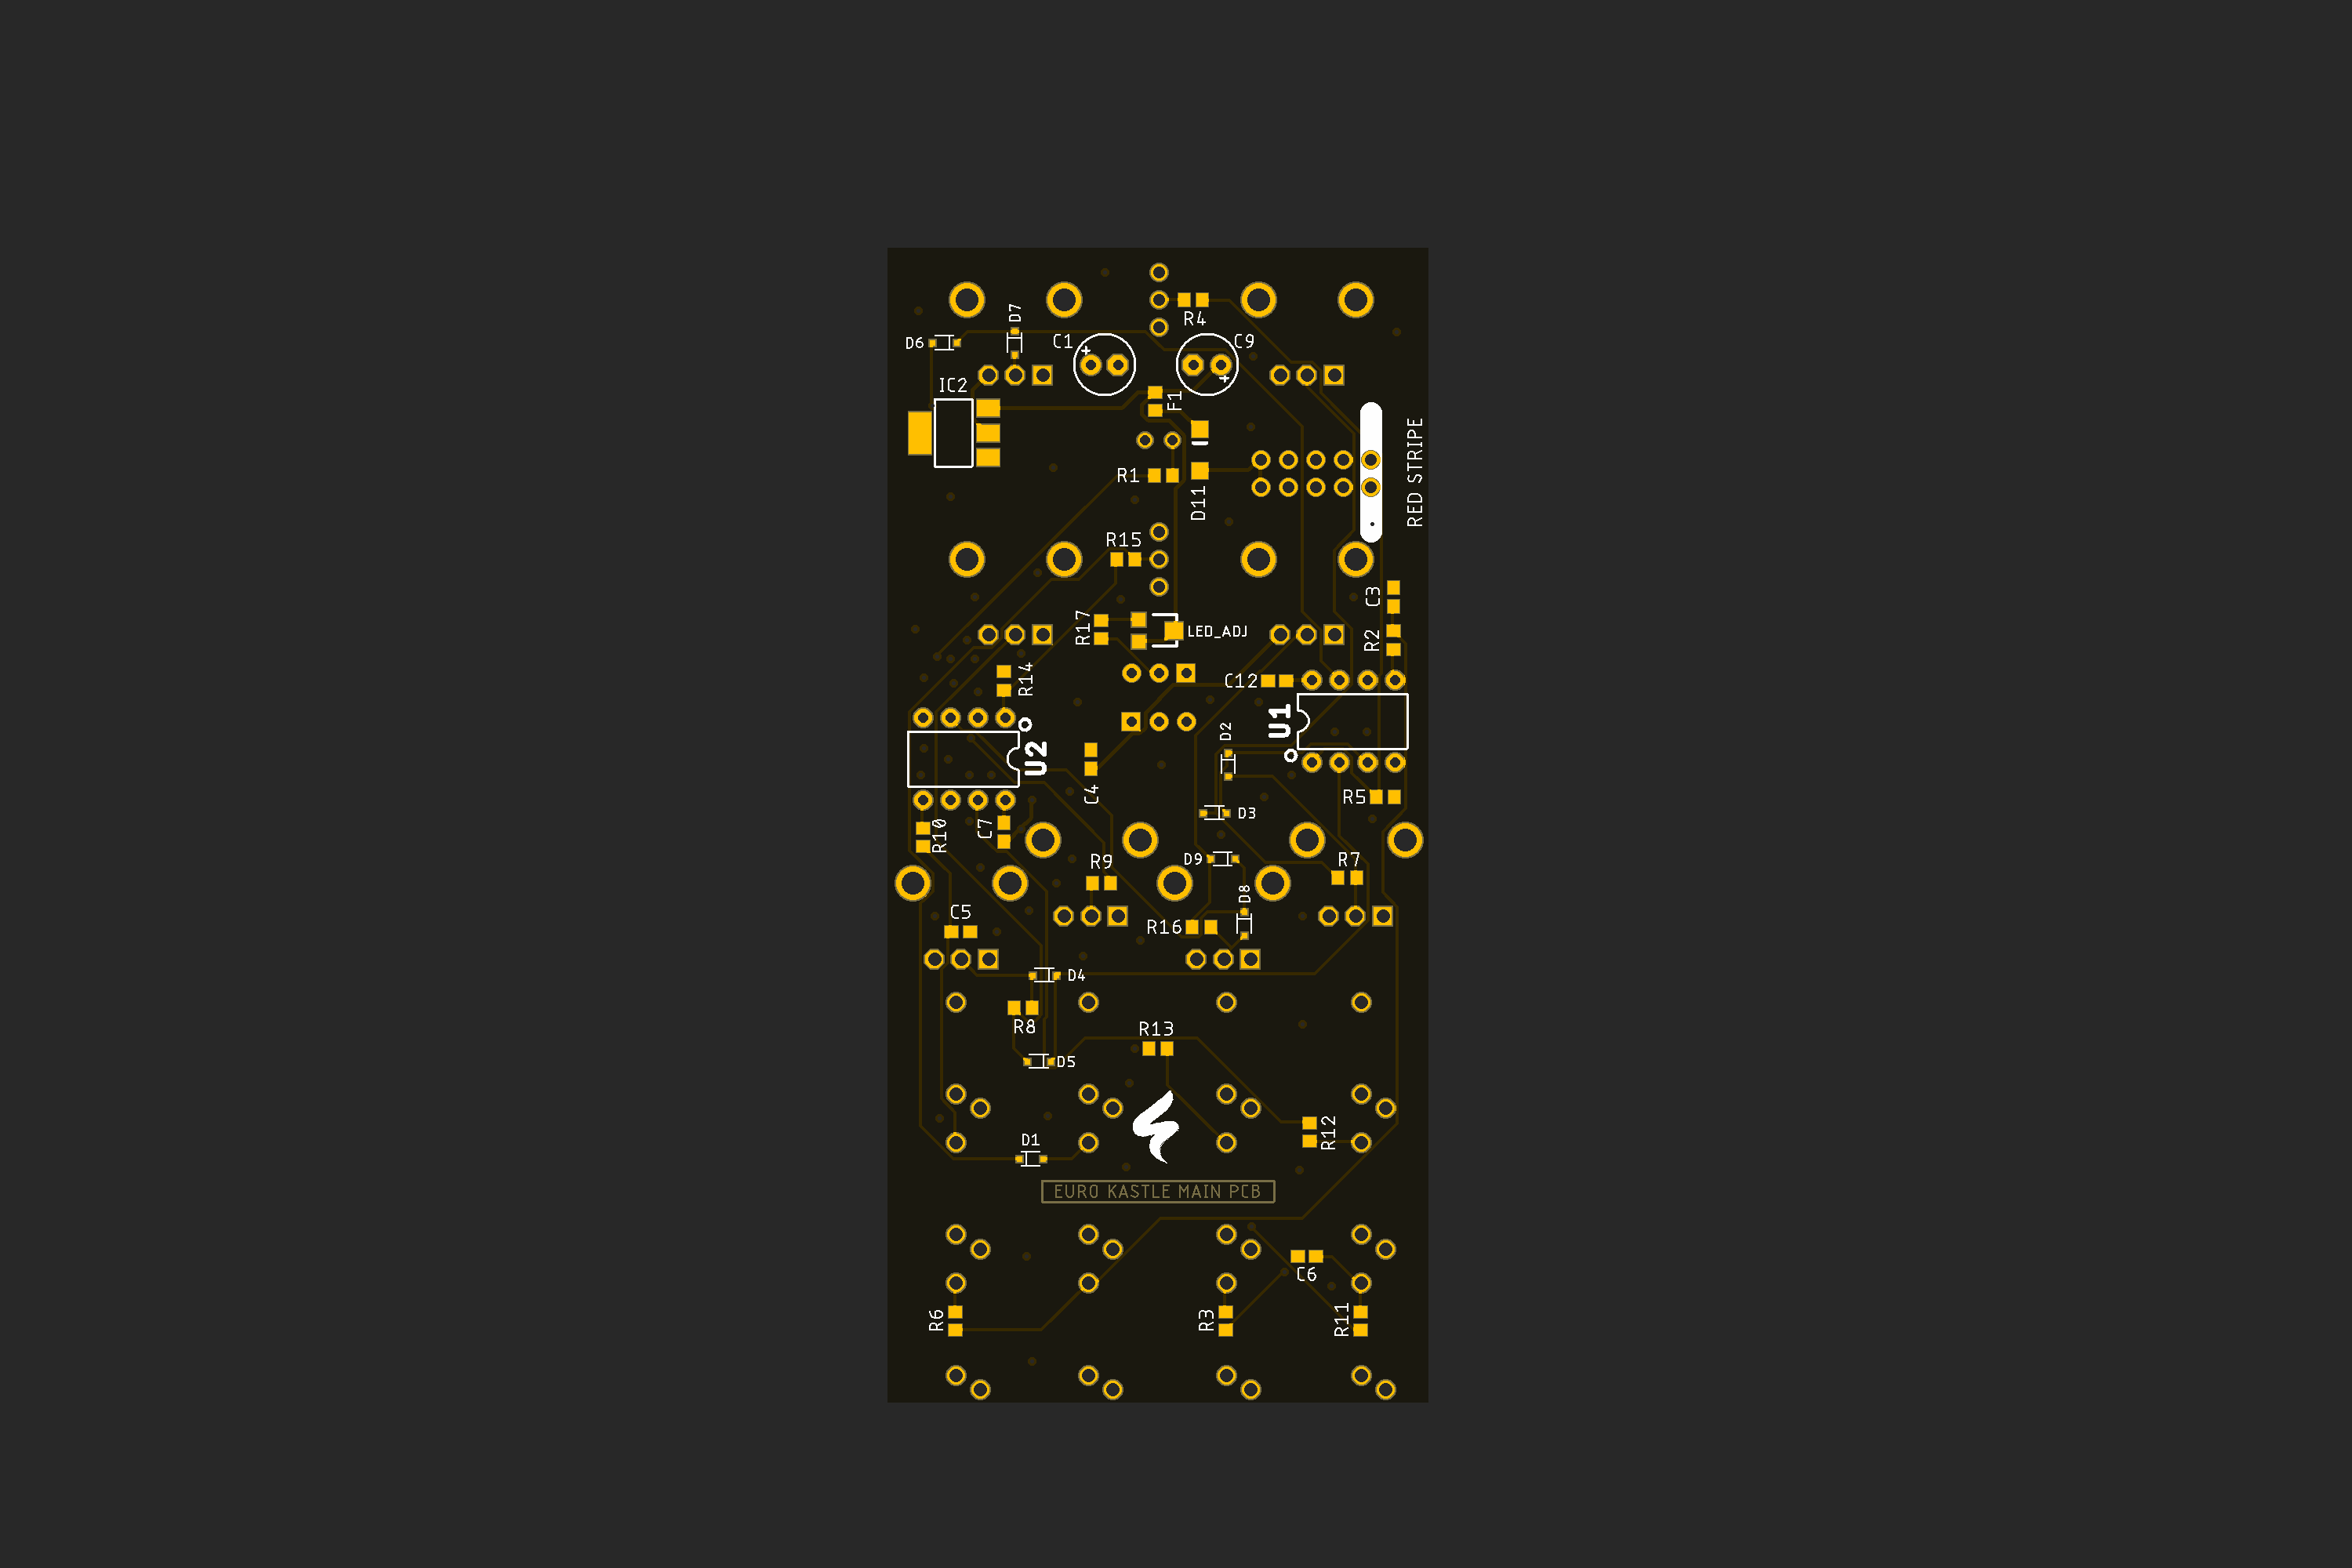 D7
R4
D6
C1
C9
IC2
F1
RED STRIPE
R1
D11
R15
C3
R17
LED_ADJ
R2
R14
C12
U1
D2
U2
C4
R5
D3
R10
C7
R9
D9
R7
D8
C5
R16
D4
R8
R13
D5
R12
D1
EURO KASTLE MAIN PCB
C6
R6
R3
R11